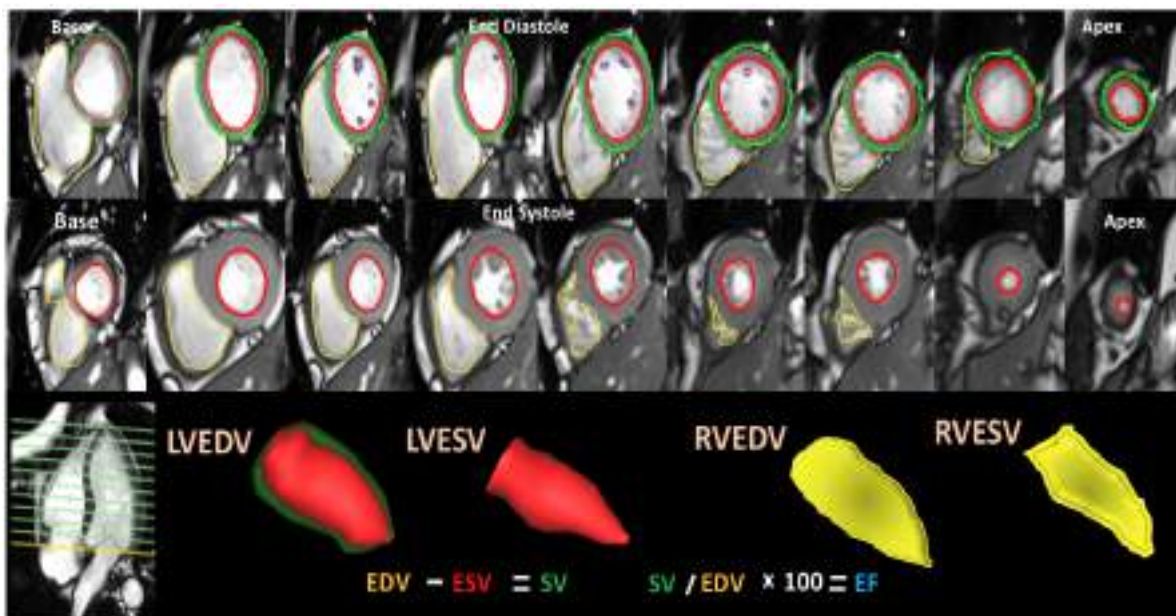 Base End Diastole Apex
Base End Systole Apex
LVEDV LVESV RVEDV RVESV
EDV – ESV = SV SV / EDV × 100 = EF